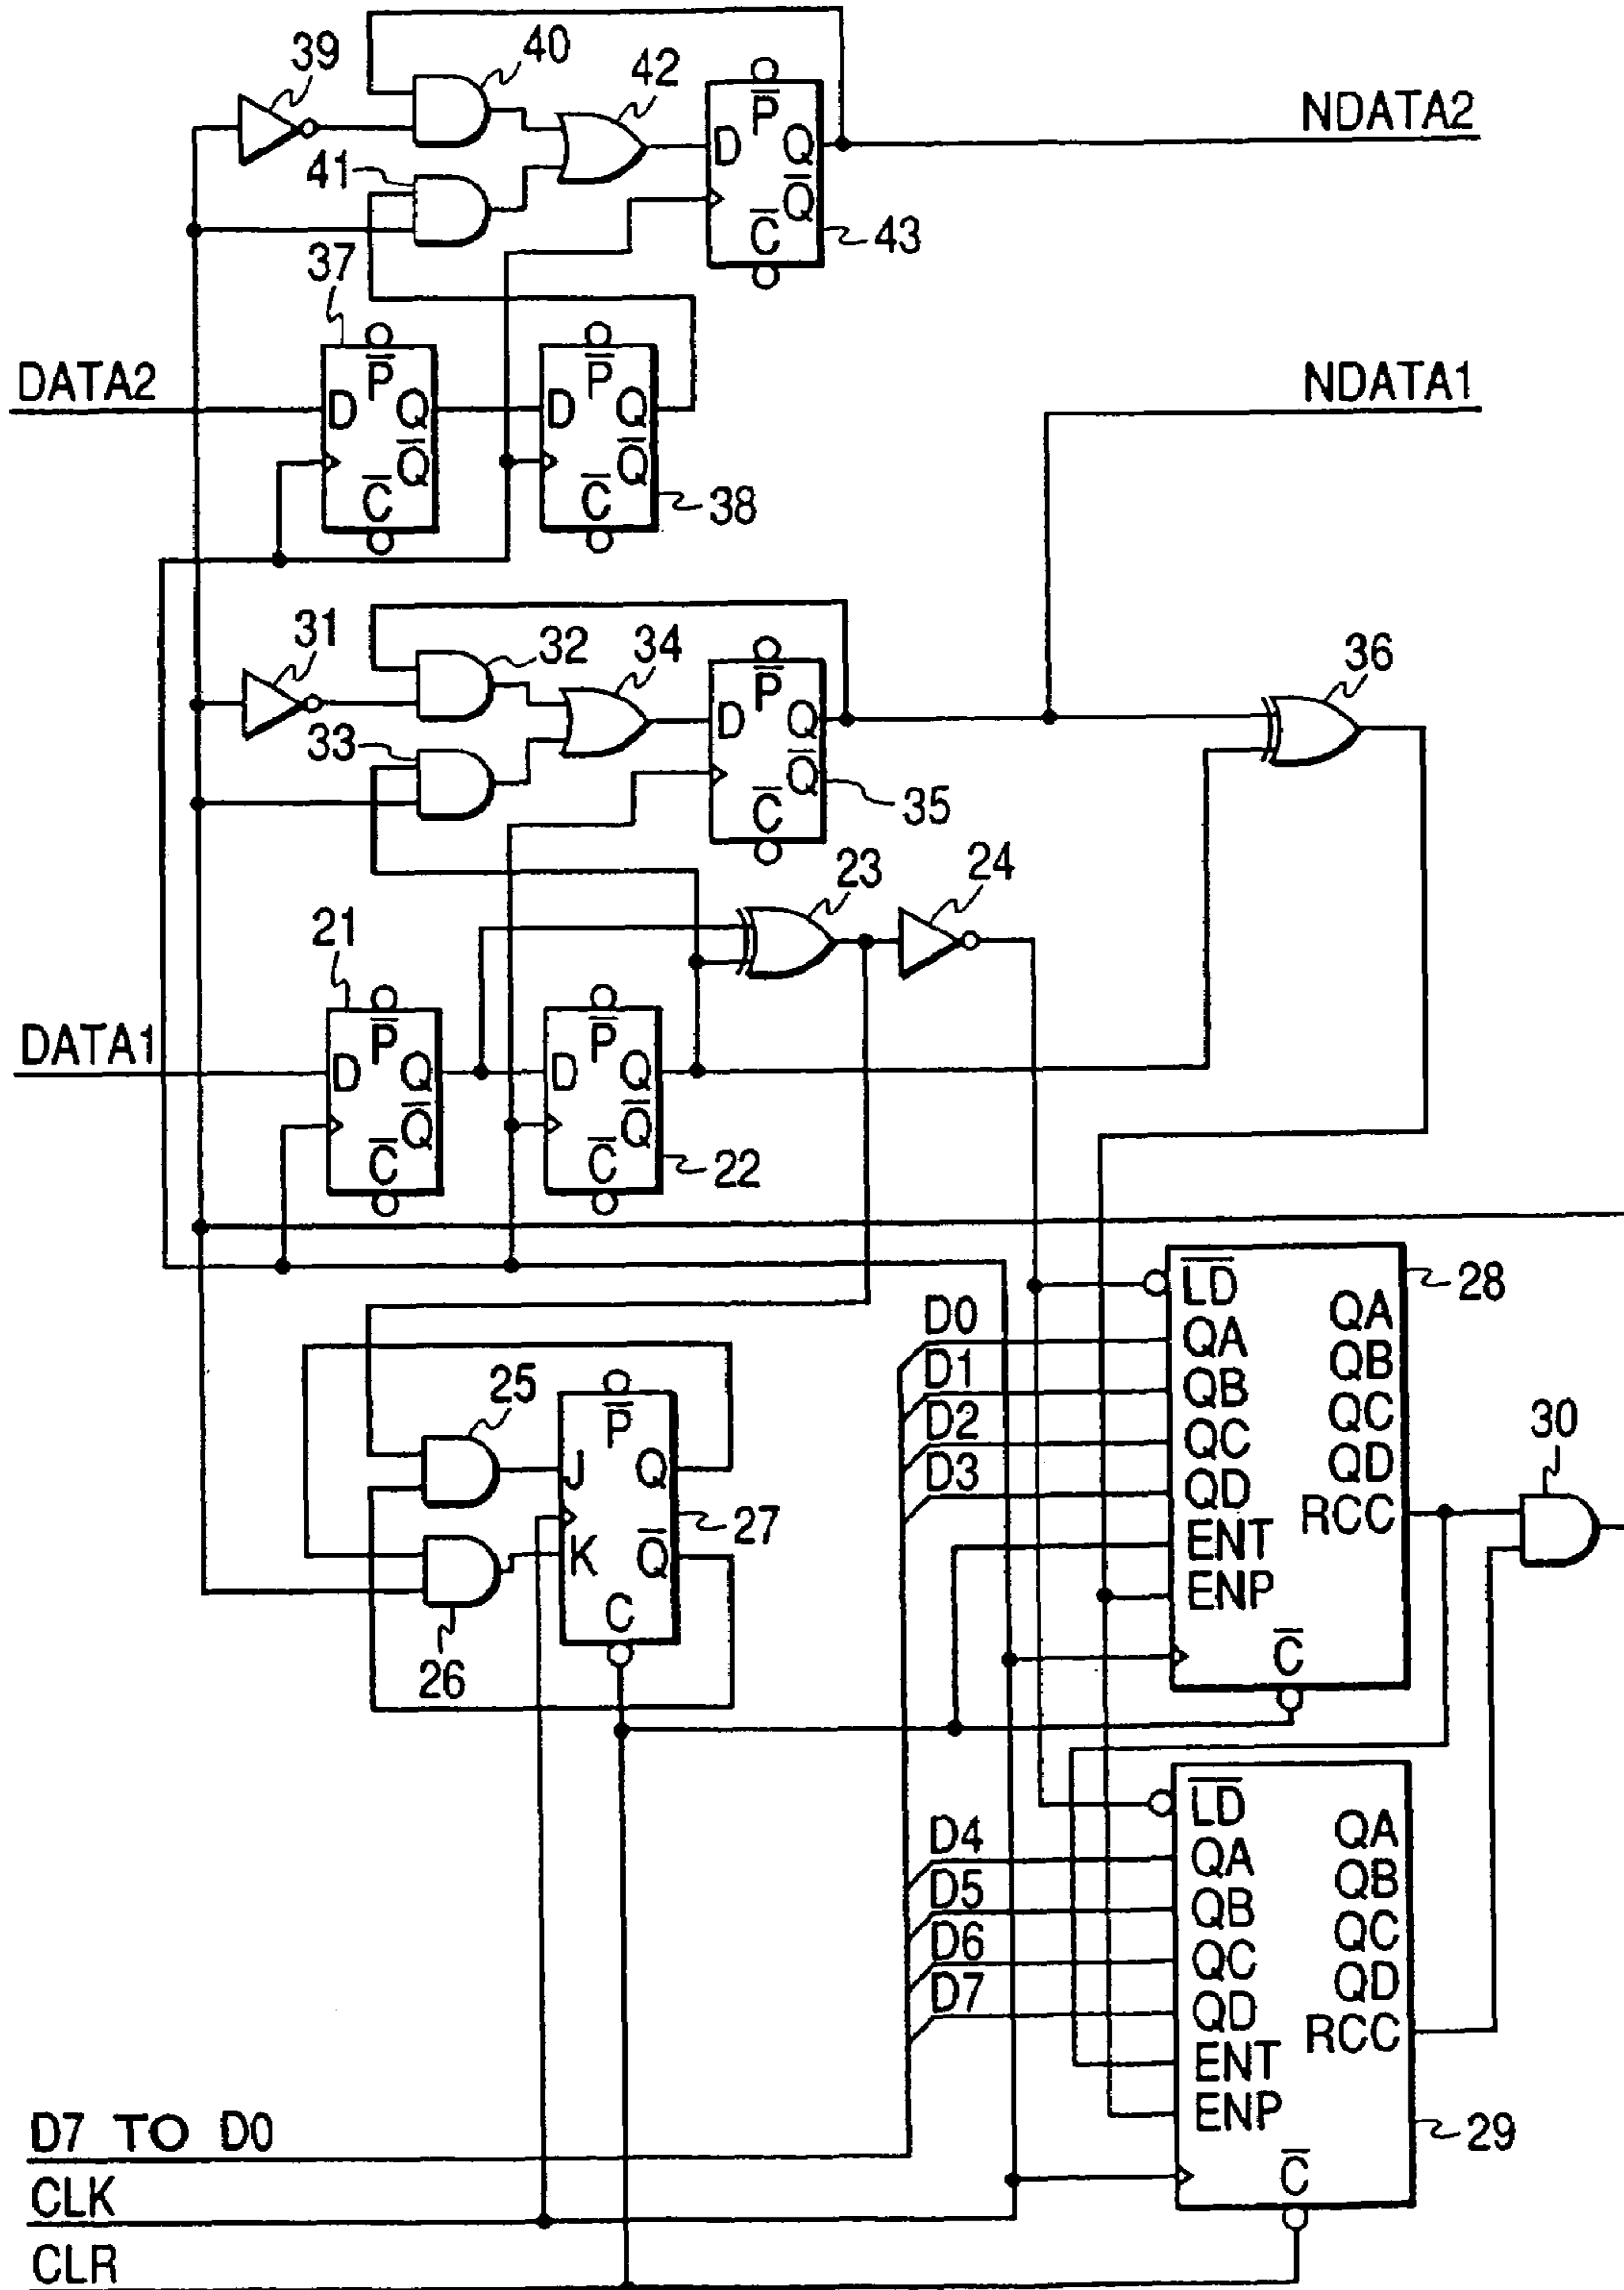 39
40
42
NDATA2
P̅
D Q
Q̅
C̅
43
41
37
DATA2
P̅
D Q
Q̅
C̅
P̅
D Q
Q̅
C̅
38
NDATA1
31
32
34
36
P̅
D Q
Q̅
C̅
35
33
23
24
21
DATA1
P̅
D Q
Q̅
C̅
P̅
D Q
Q̅
C̅
22
28
L̅D̅
QA
QB
QC
QD
ENT
ENP
C̅
QA
QB
QC
QD
RCC
D0
D1
D2
D3
30
25
P̅
J Q
K Q̅
C
27
26
L̅D̅
QA
QB
QC
QD
ENT
ENP
C̅
QA
QB
QC
QD
RCC
29
D4
D5
D6
D7
D7 TO D0
CLK
CLR